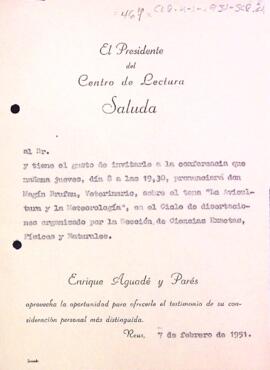 El Presidente
del
Centro de Lectura
Saluda
al Dr.
y tiene el gusto de invitarle a la conferencia que
mañana jueves, día 8 a las 19,30, pronunciará don
Magín Brufau, Veterinario, sobre el tema "La Avicul-
tura y la Meteorología", en el Ciclo de disertacio-
nes organizado por la Sección de Ciencias Exactas,
Físicas y Naturales.
Enrique Aguadé y Parés
aprovecha la oportunidad para ofrecerle el testimonio de su con-
sideración personal más distinguida.
Reus, 7 de febrero de 1951.